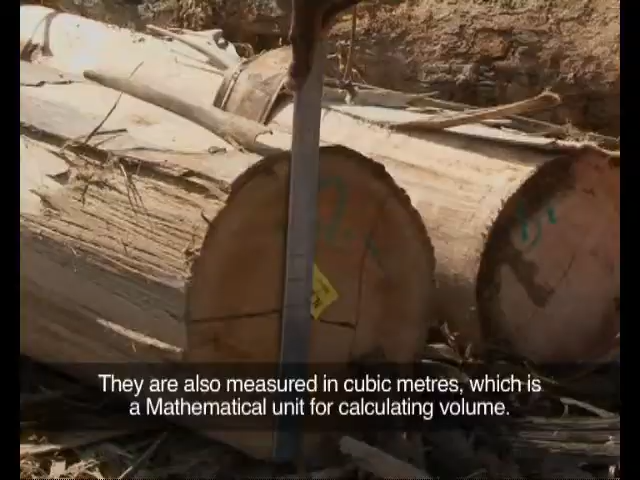 They are also measured in cubic metres, which is
a Mathematical unit for calculating volume.